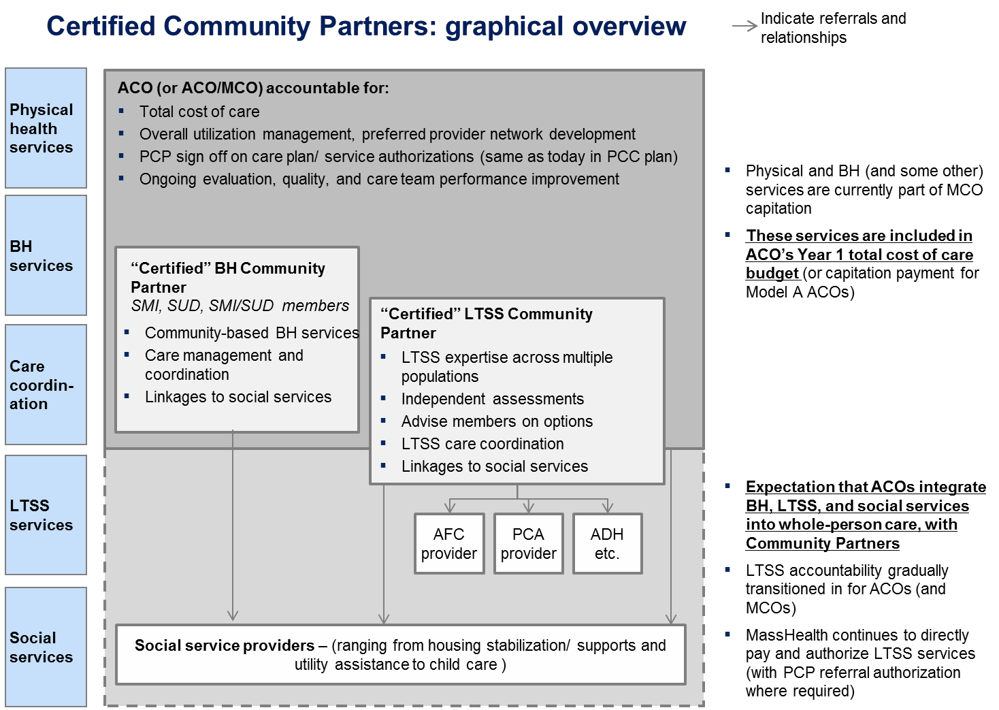 Certified Community Partners: graphical overview
Indicate referrals and
relationships
Physical
health
services
BH
services
Care
coordin-
ation
LTSS
services
Social
services
ACO (or ACO/MCO) accountable for:
▪ Total cost of care
▪ Overall utilization management, preferred provider network development
▪ PCP sign off on care plan/ service authorizations (same as today in PCC plan)
▪ Ongoing evaluation, quality, and care team performance improvement
“Certified” BH Community
Partner
SMI, SUD, SMI/SUD members
▪ Community-based BH services
▪ Care management and
coordination
▪ Linkages to social services
“Certified” LTSS Community
Partner
▪ LTSS expertise across multiple
populations
▪ Independent assessments
▪ Advise members on options
▪ LTSS care coordination
▪ Linkages to social services
AFC
provider
PCA
provider
ADH
etc.
Social service providers – (ranging from housing stabilization/ supports and
utility assistance to child care )
▪ Physical and BH (and some other)
services are currently part of MCO
capitation
▪ These services are included in
ACO’s Year 1 total cost of care
budget (or capitation payment for
Model A ACOs)
▪ Expectation that ACOs integrate
BH, LTSS, and social services
into whole-person care, with
Community Partners
▪ LTSS accountability gradually
transitioned in for ACOs (and
MCOs)
▪ MassHealth continues to directly
pay and authorize LTSS services
(with PCP referral authorization
where required)